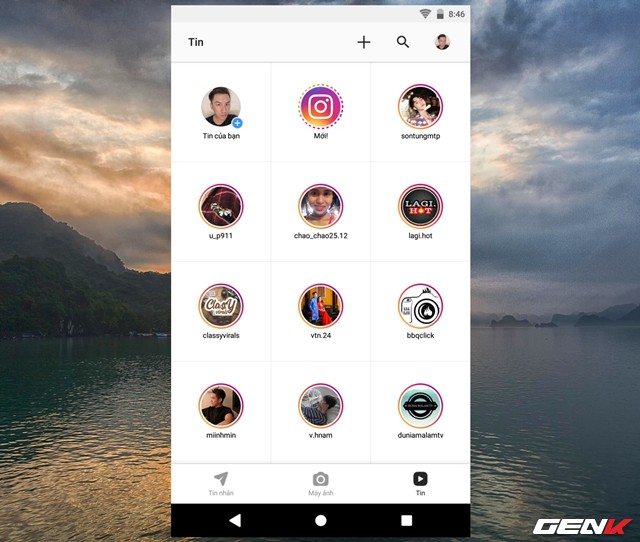 8:46
Tin
Tin của bạn
Mới!
sontungmtp
LAGI.
HOT
u_p911
chao_chao25.12
lagi.hot
ClassY
virals
classyvirals
vtn.24
bbqclick
miinhmin
v.hnam
duniamalamtv
Tin nhắn
Máy ảnh
Tin
GENK